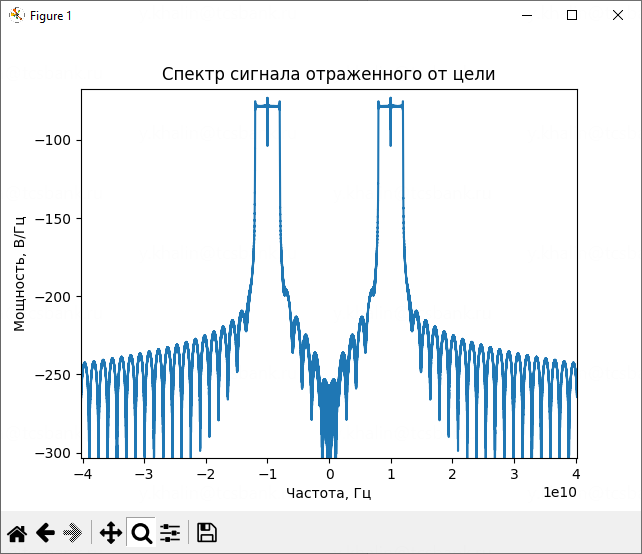 Figure 1
Спектр сигнала отраженного от цели
−100
−150
−200
−250
−300
Мощность, В/Гц
−4 −3 −2 −1 0 1 2 3 4
1e10
Частота, Гц